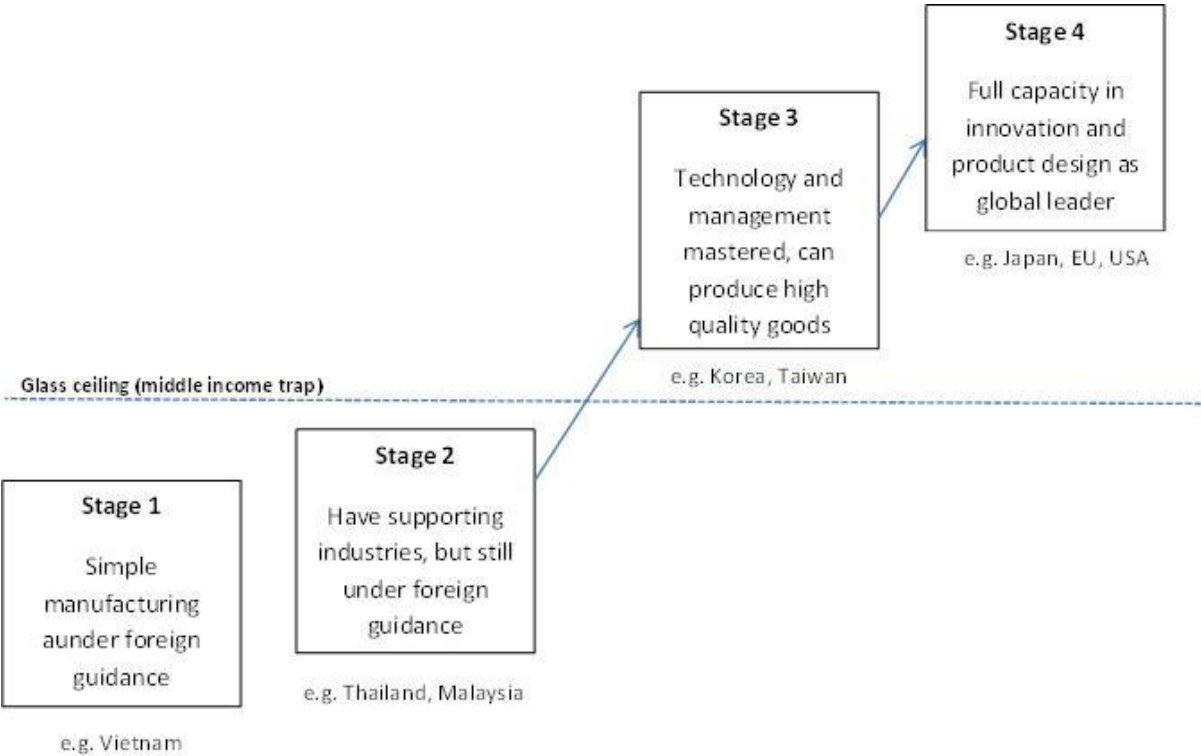 Stage 4
Full capacity in
innovation and
product design as
global leader
e.g. Japan, EU, USA
Stage 3
Technology and
management
mastered, can
produce high
quality goods
e.g. Korea, Taiwan
Glass ceiling (middle income trap)
Stage 2
Have supporting
industries, but still
under foreign
guidance
e.g. Thailand, Malaysia
Stage 1
Simple
manufacturing
aunder foreign
guidance
e.g. Vietnam